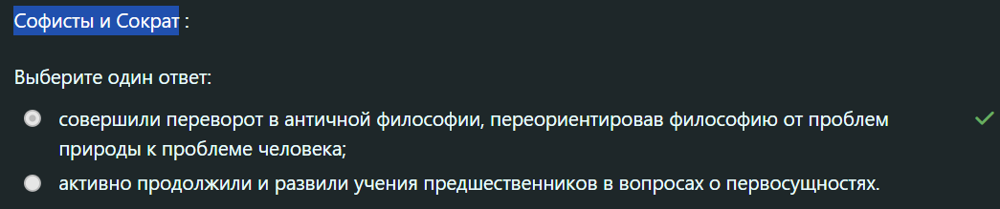 Софисты и Сократ :
Выберите один ответ:
совершили переворот в античной философии, переориентировав философию от проблем
природы к проблеме человека;
активно продолжили и развили учения предшественников в вопросах о первосущностях.